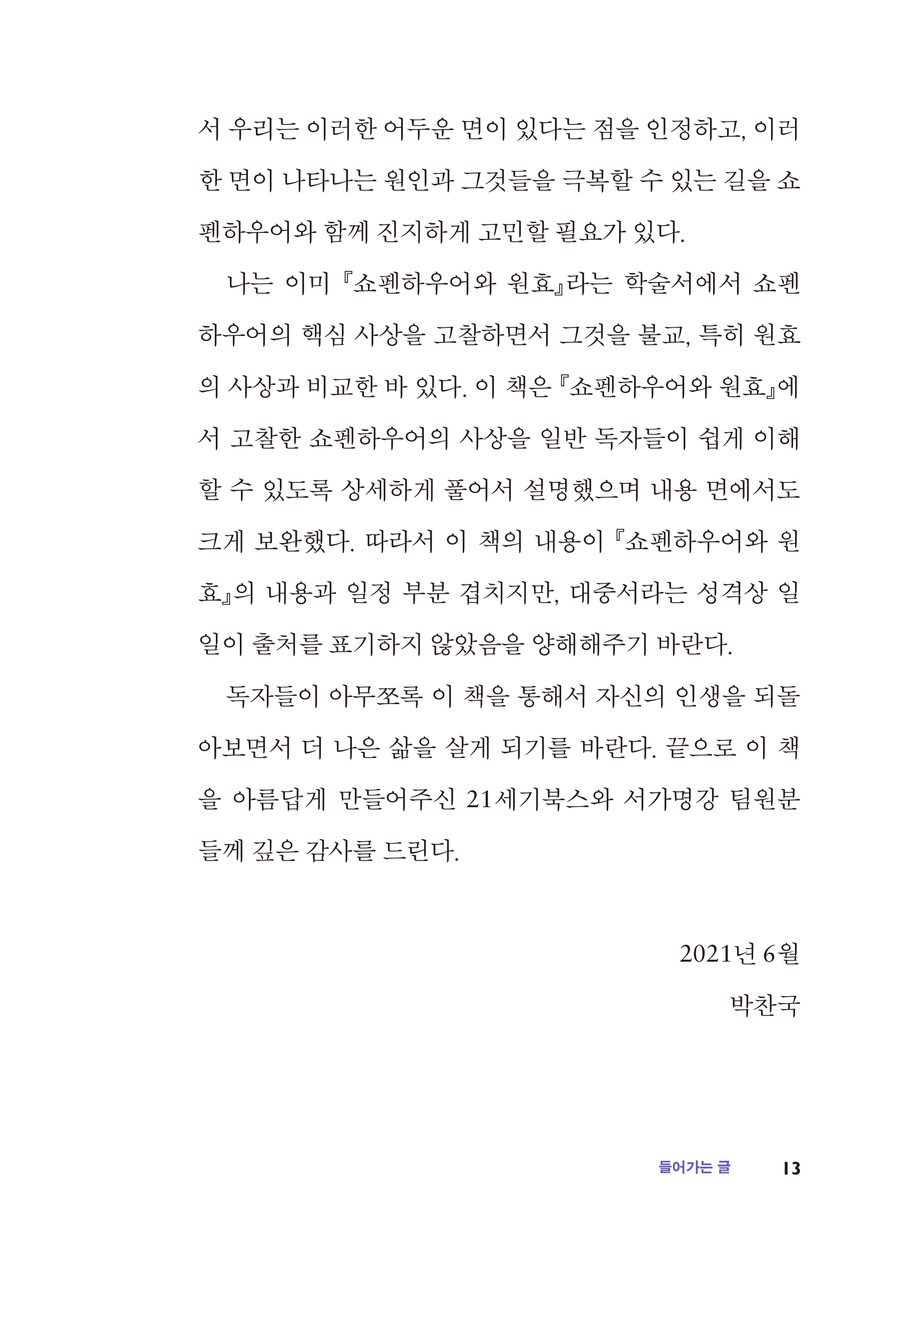 서 우리는 이러한 어두운 면이 있다는 점을 인정하고, 이러
한 면이 나타나는 원인과 그것들을 극복할 수 있는 길을 쇼
펜하우어와 함께 진지하게 고민할 필요가 있다.
나는 이미 『쇼펜하우어와 원효』라는 학술서에서 쇼펜
하우어의 핵심 사상을 고찰하면서 그것을 불교, 특히 원효
의 사상과 비교한 바 있다. 이 책은 『쇼펜하우어와 원효』에
서 고찰한 쇼펜하우어의 사상을 일반 독자들이 쉽게 이해
할 수 있도록 상세하게 풀어서 설명했으며 내용 면에서도
크게 보완했다. 따라서 이 책의 내용이 『쇼펜하우어와 원
효』의 내용과 일정 부분 겹치지만, 대중서라는 성격상 일
일이 출처를 표기하지 않았음을 양해해주기 바란다.
독자들이 아무쪼록 이 책을 통해서 자신의 인생을 되돌
아보면서 더 나은 삶을 살게 되기를 바란다. 끝으로 이 책
을 아름답게 만들어주신 21세기북스와 서가명강 팀원분
들께 깊은 감사를 드린다.
2021년 6월
박찬국
들어가는 글 13